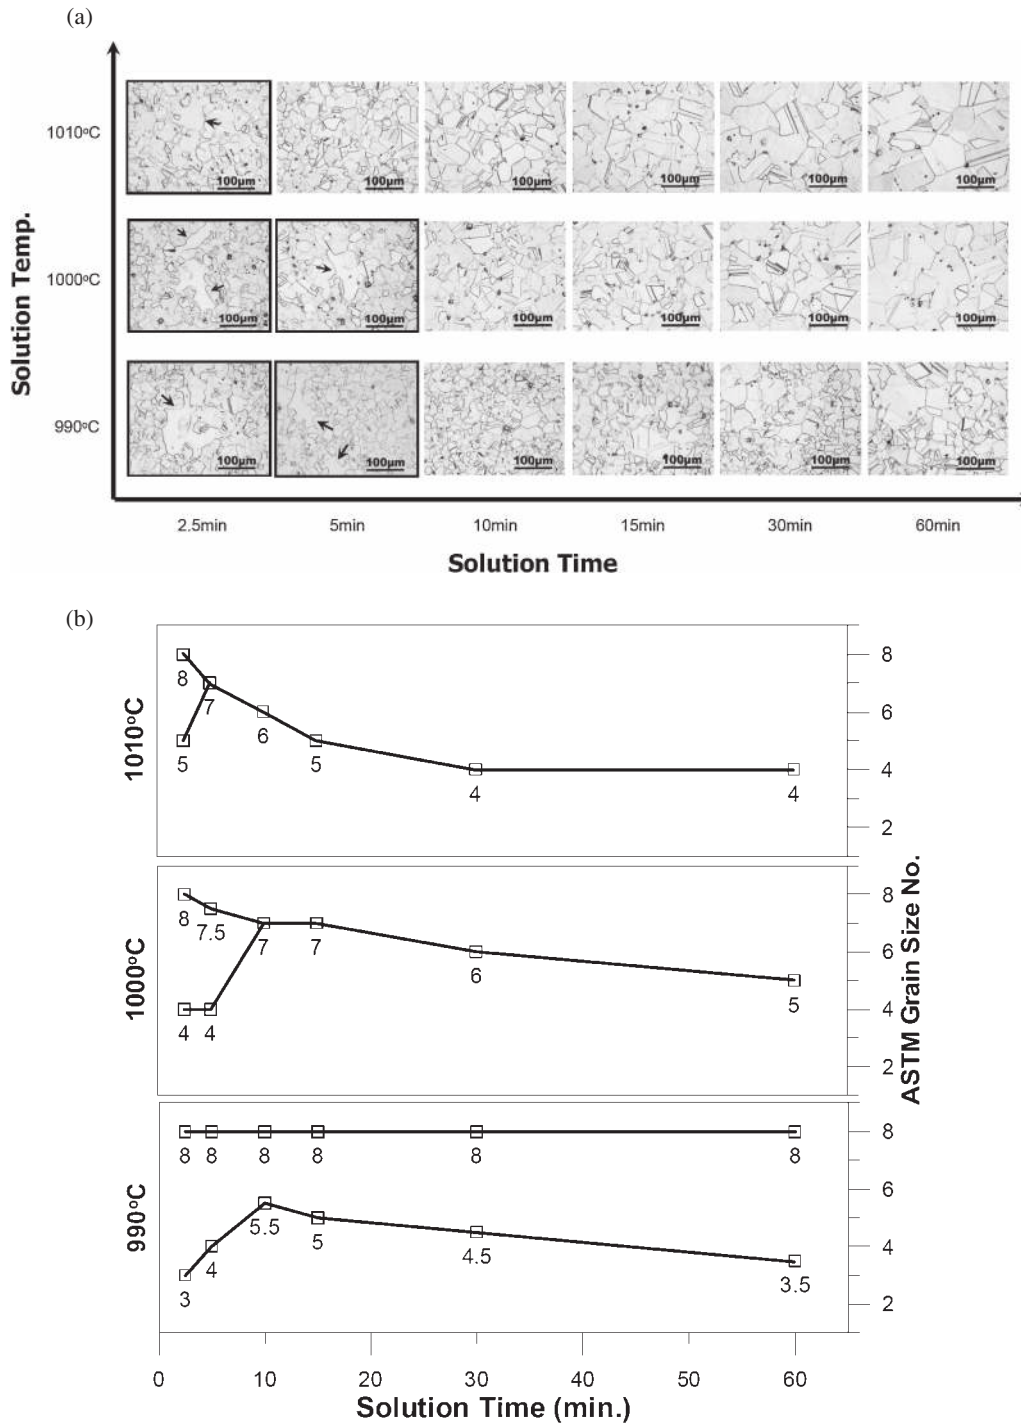 (a)
Solution Temp.
1010°C
100μm 100μm 100μm 100μm 100μm 100μm
1000°C
100μm 100μm 100μm 100μm 100μm 100μm
990°C
100μm 100μm 100μm 100μm 100μm 100μm
2.5min 5min 10min 15min 30min 60min
Solution Time
(b)
1010°C
8 7 6 5 4 4
5
8
6
4
2
1000°C
8 7.5 7 7 6 5
4 4
8
6
4
2
ASTM Grain Size No.
990°C
8 8 8 8 8 8
3 4 5.5 5 4.5 3.5
8
6
4
2
0 10 20 30 40 50 60
Solution Time (min.)